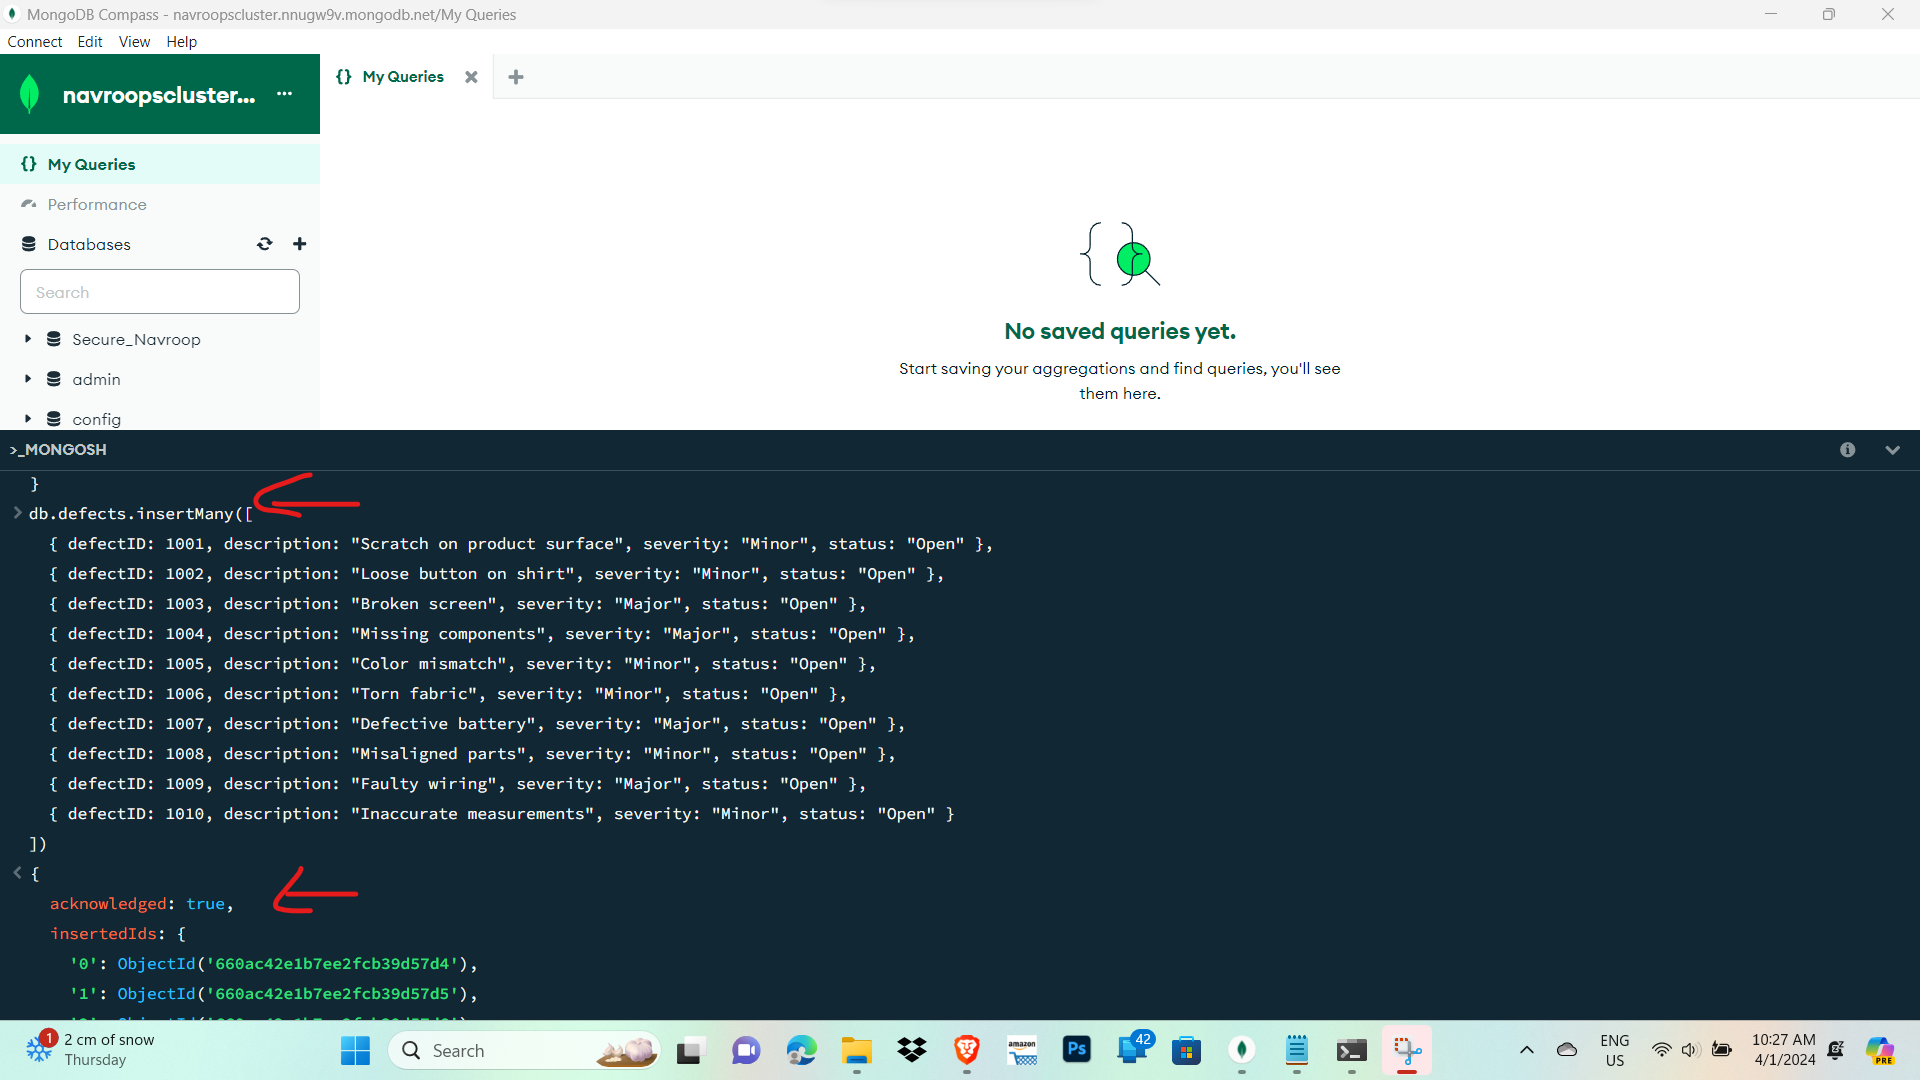 MongoDB Compass - navroopscluster.nnugw9v.mongodb.net/My Queries
Connect Edit View Help
navroopscluster...
{} My Queries
{} My Queries
Performance
Databases
Search
Secure_Navroop
admin
config
No saved queries yet.
Start saving your aggregations and find queries, you'll see
them here.
>_MONGOSH
}
> db.defects.insertMany([
{ defectID: 1001, description: "Scratch on product surface", severity: "Minor", status: "Open" },
{ defectID: 1002, description: "Loose button on shirt", severity: "Minor", status: "Open" },
{ defectID: 1003, description: "Broken screen", severity: "Major", status: "Open" },
{ defectID: 1004, description: "Missing components", severity: "Major", status: "Open" },
{ defectID: 1005, description: "Color mismatch", severity: "Minor", status: "Open" },
{ defectID: 1006, description: "Torn fabric", severity: "Minor", status: "Open" },
{ defectID: 1007, description: "Defective battery", severity: "Major", status: "Open" },
{ defectID: 1008, description: "Misaligned parts", severity: "Minor", status: "Open" },
{ defectID: 1009, description: "Faulty wiring", severity: "Major", status: "Open" },
{ defectID: 1010, description: "Inaccurate measurements", severity: "Minor", status: "Open" }
])
< {
acknowledged: true,
insertedIds: {
'0': ObjectId('660ac42e1b7ee2fcb39d57d4'),
'1': ObjectId('660ac42e1b7ee2fcb39d57d5'),
1
2 cm of snow
Thursday
Search
amazon
Ps
42
ENG
US
10:27 AM
4/1/2024
PRE